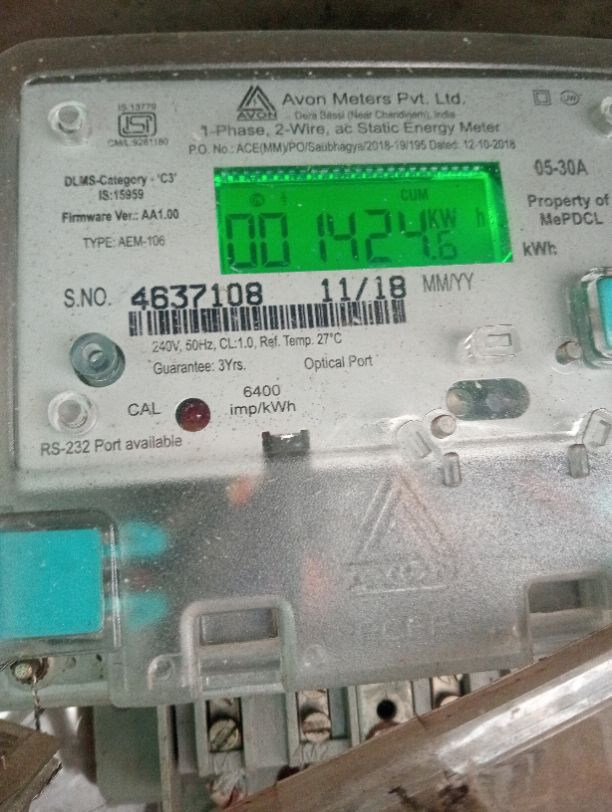 IS 13779
ISI
CM/L:9261180
AVON
Avon Meters Pvt. Ltd.
Dera Bassi (Near Chandigarh), India
1-Phase, 2-Wire, ac Static Energy Meter
P.O. No.: ACE(MM)/PO/Saubhagya/2018-19/195 Dated: 12-10-2018
DLMS-Category - 'C3'
IS:15959
Firmware Ver.: AA1.00
TYPE: AEM-106
CUM
001424.6 KW h
05-30A
Property of
MePDCL
kWh
S.NO. 4637108 11/18 MM/YY
240V, 50Hz, CL:1.0, Ref. Temp. 27°C
Guarantee: 3Yrs. Optical Port
CAL
6400
imp/kWh
RS-232 Port available